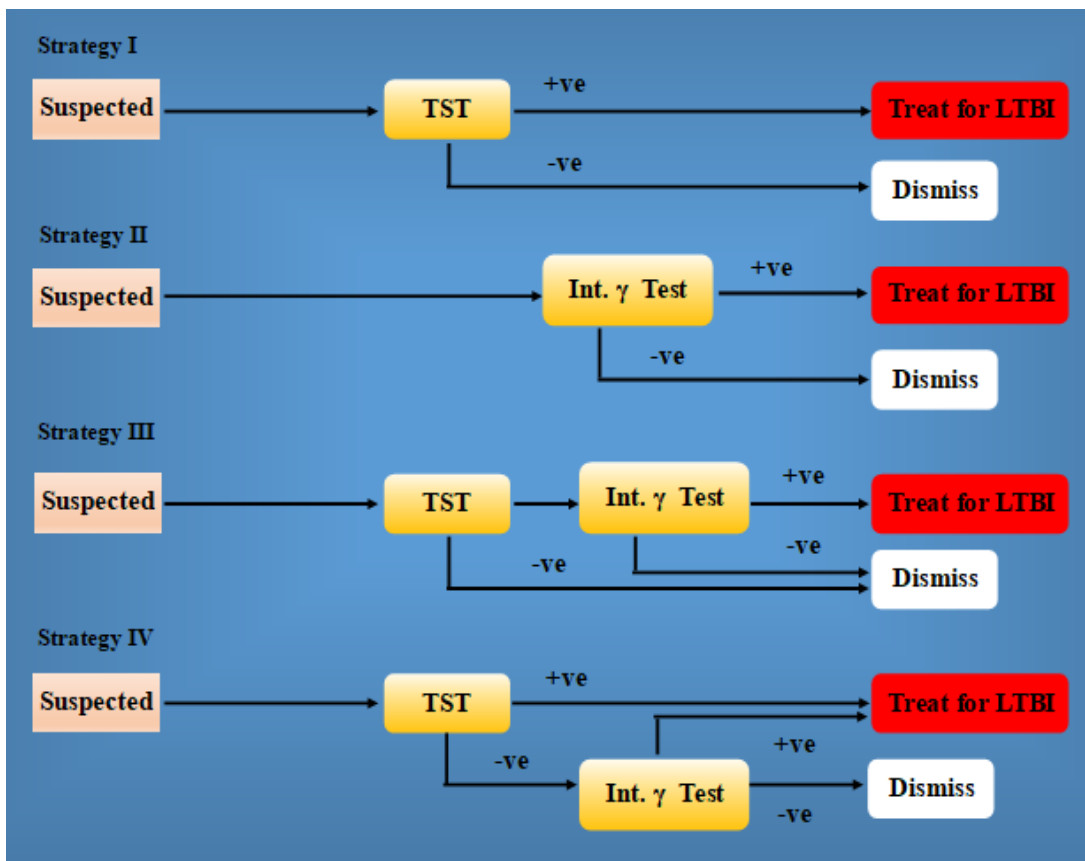 Strategy I
+ve
Suspected
TST
Treat for LTBI
-ve
Dismiss
Strategy II
+ve
Suspected
Int. γ Test
Treat for LTBI
-ve
Dismiss
Strategy III
+ve
Suspected
TST
Int. γ Test
Treat for LTBI
-ve
-ve
Dismiss
Strategy IV
+ve
Suspected
TST
Treat for LTBI
-ve
+ve
Int. γ Test
Dismiss
-ve